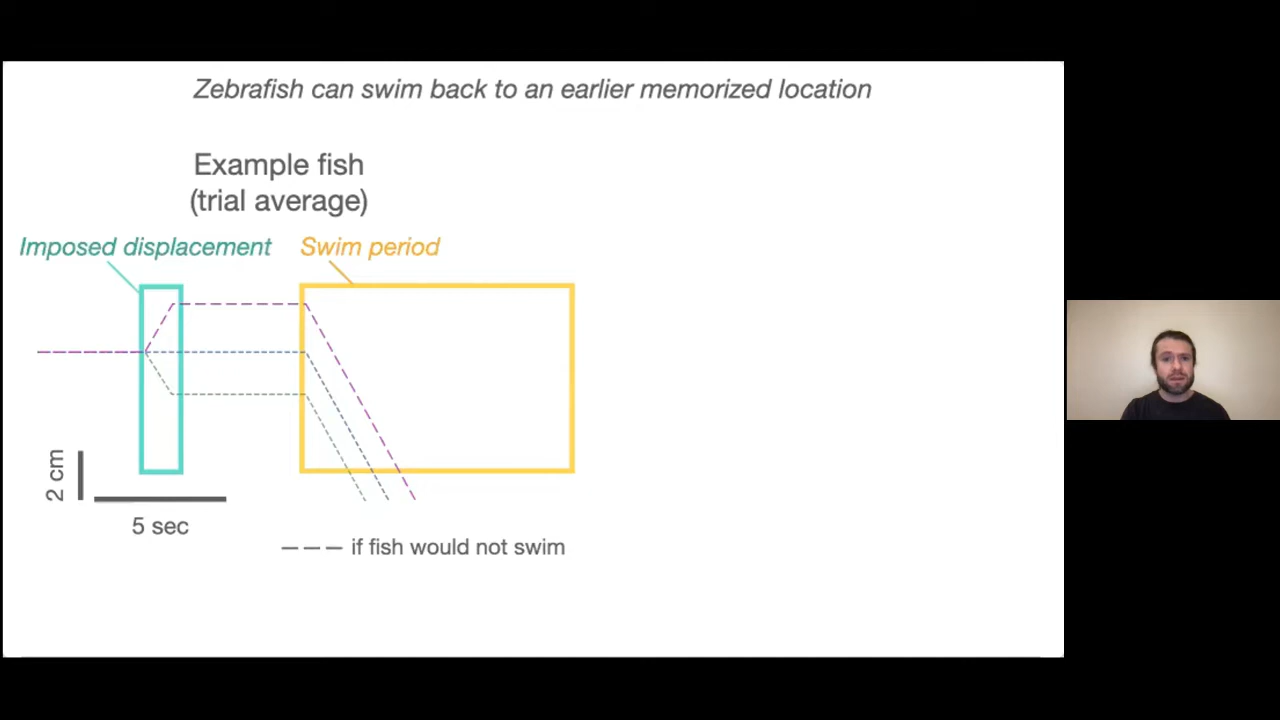 Zebrafish can swim back to an earlier memorized location
Example fish
(trial average)
Imposed displacement
Swim period
2 cm
5 sec
if fish would not swim